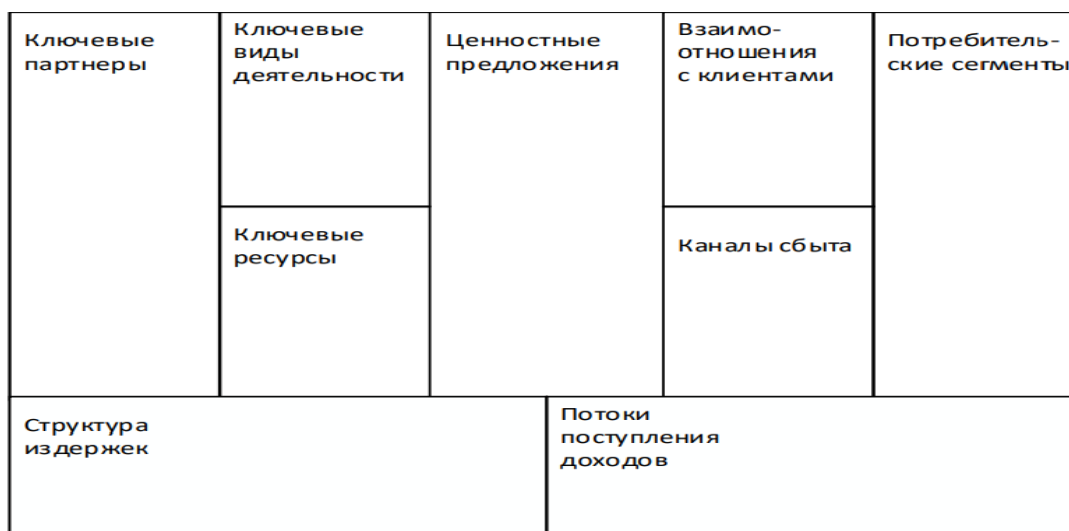 Ключевые
партнеры
Ключевые
виды
деятельности
Ключевые
ресурсы
Ценностные
предложения
Взаимо-
отношения
с клиентами
Каналы сбыта
Потребитель-
ские сегменты
Структура
издержек
Потоки
поступления
доходов